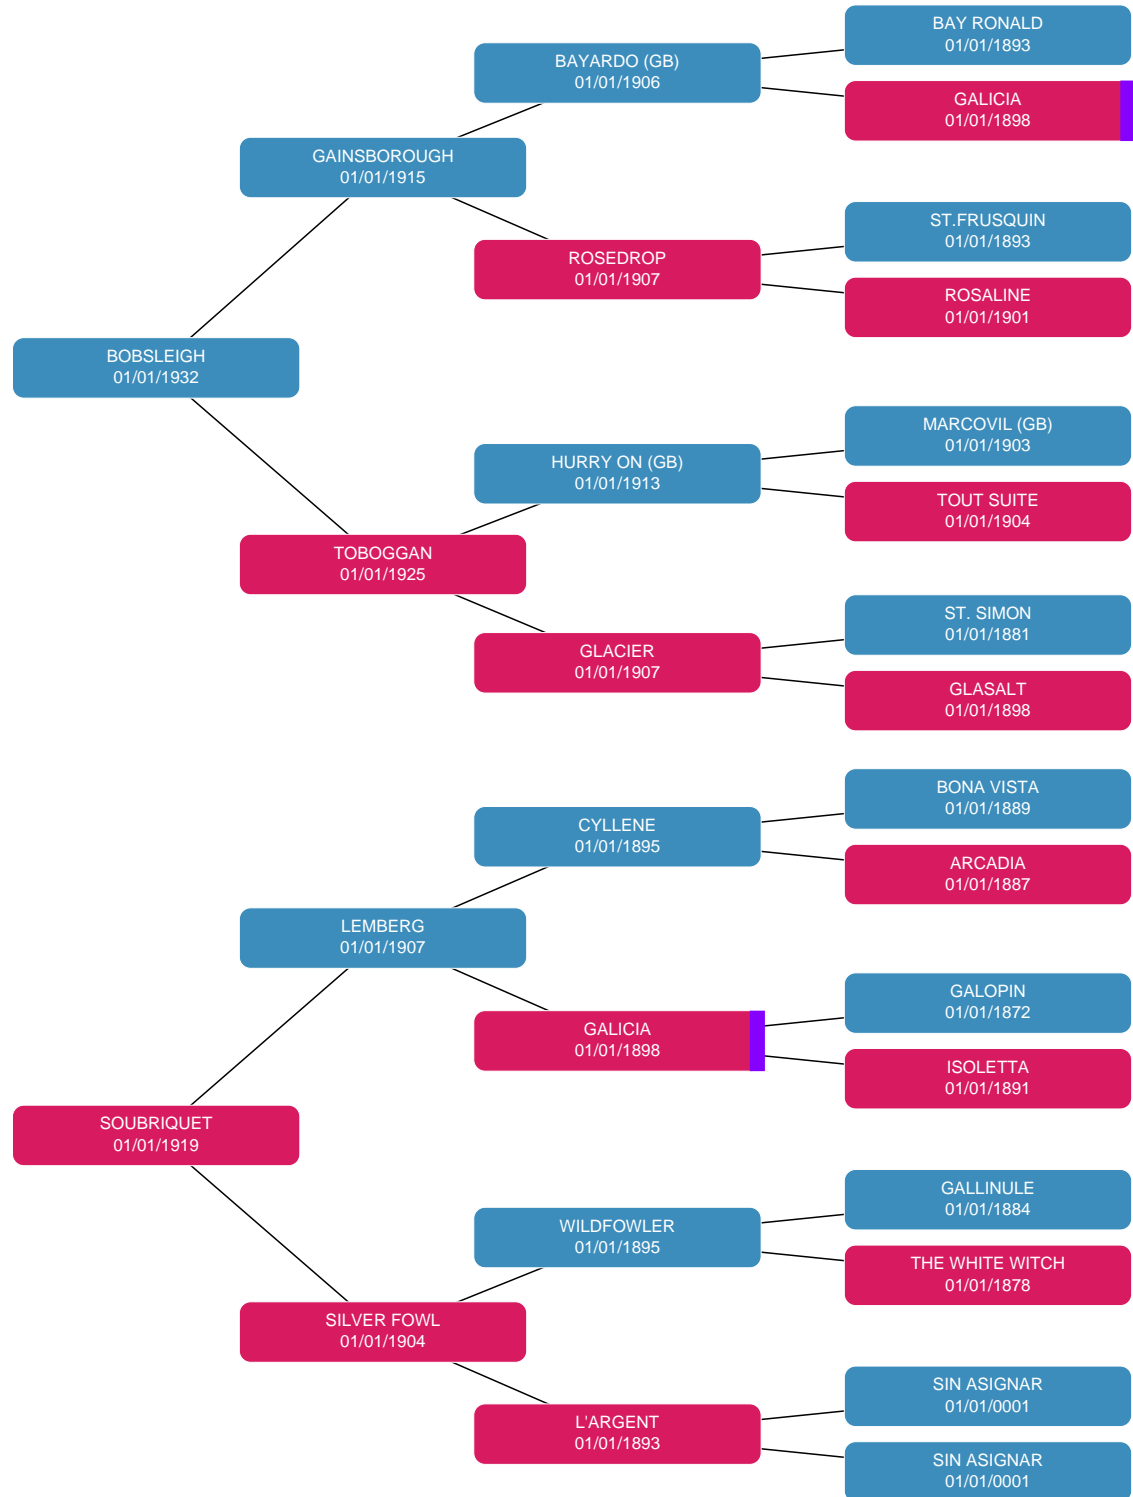 BAY RONALD
01/01/1893
BAYARDO (GB)
01/01/1906
GALICIA
01/01/1898
GAINSBOROUGH
01/01/1915
ST.FRUSQUIN
01/01/1893
ROSEDROP
01/01/1907
ROSALINE
01/01/1901
BOBSLEIGH
01/01/1932
MARCOVIL (GB)
01/01/1903
HURRY ON (GB)
01/01/1913
TOUT SUITE
01/01/1904
TOBOGGAN
01/01/1925
ST. SIMON
01/01/1881
GLACIER
01/01/1907
GLASALT
01/01/1898
BONA VISTA
01/01/1889
CYLLENE
01/01/1895
ARCADIA
01/01/1887
LEMBERG
01/01/1907
GALOPIN
01/01/1872
GALICIA
01/01/1898
ISOLETTA
01/01/1891
SOUBRIQUET
01/01/1919
GALLINULE
01/01/1884
WILDFOWLER
01/01/1895
THE WHITE WITCH
01/01/1878
SILVER FOWL
01/01/1904
SIN ASIGNAR
01/01/0001
L'ARGENT
01/01/1893
SIN ASIGNAR
01/01/0001